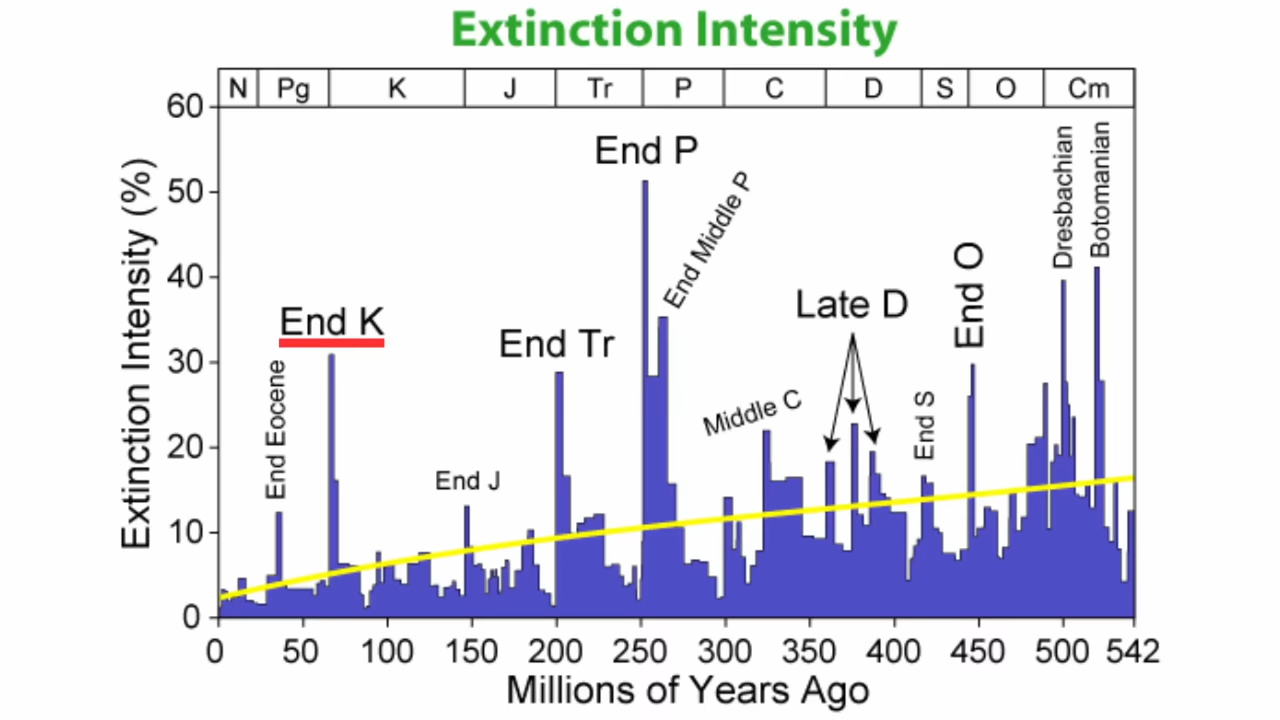 Extinction Intensity
N Pg K J Tr P C D S O Cm
60
50
40
30
20
10
0
Extinction Intensity (%)
End Eocene
End K
End J
End Tr
End P
End Middle P
Middle C
Late D
End S
End O
Dresbachian
Botomanian
0 50 100 150 200 250 300 350 400 450 500 542
Millions of Years Ago